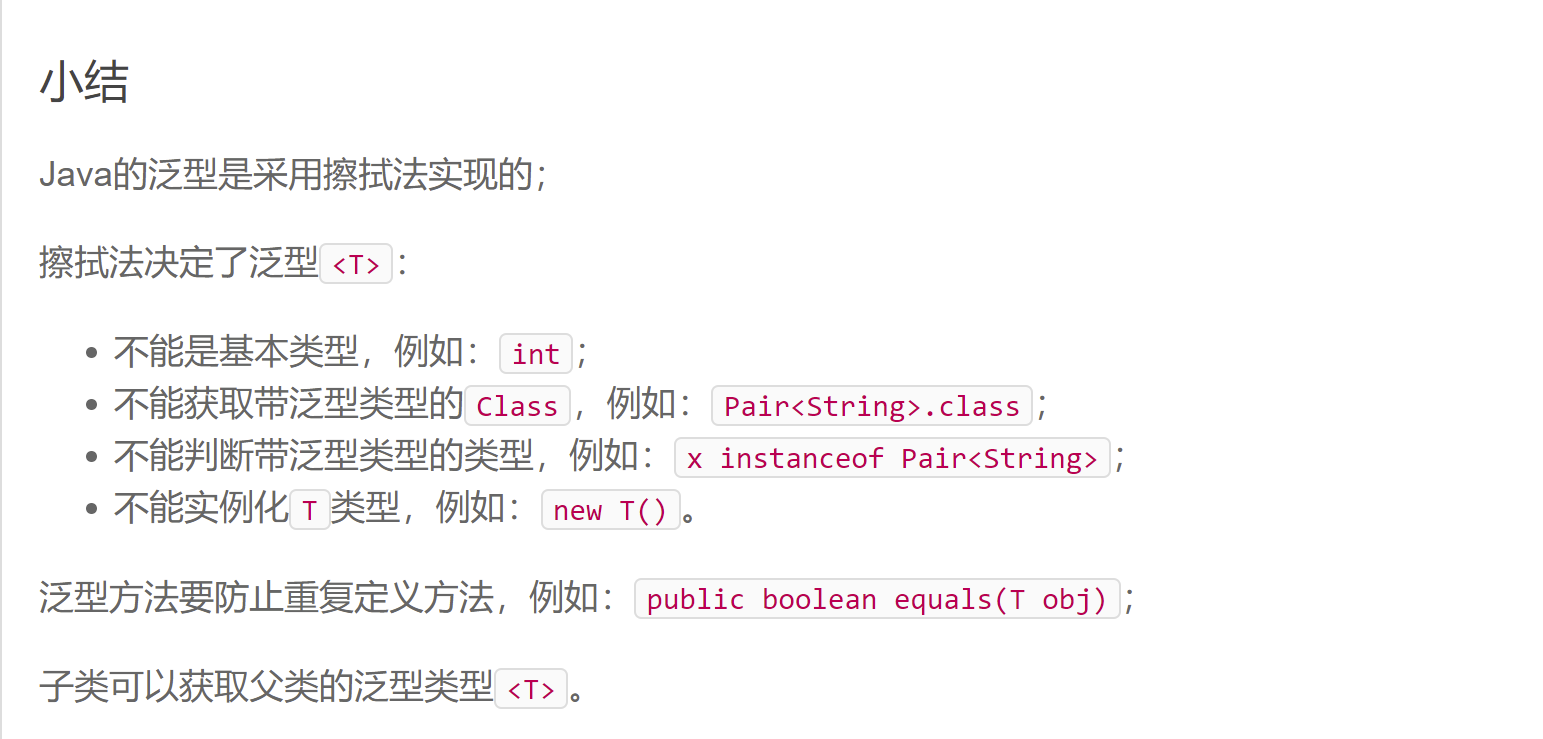 小结
Java的泛型是采用擦拭法实现的；
擦拭法决定了泛型<T>：
不能是基本类型，例如：int；
不能获取带泛型类型的Class，例如：Pair<String>.class；
不能判断带泛型类型的类型，例如：x instanceof Pair<String>；
不能实例化T类型，例如：new T()。
泛型方法要防止重复定义方法，例如：public boolean equals(T obj)；
子类可以获取父类的泛型类型<T>。